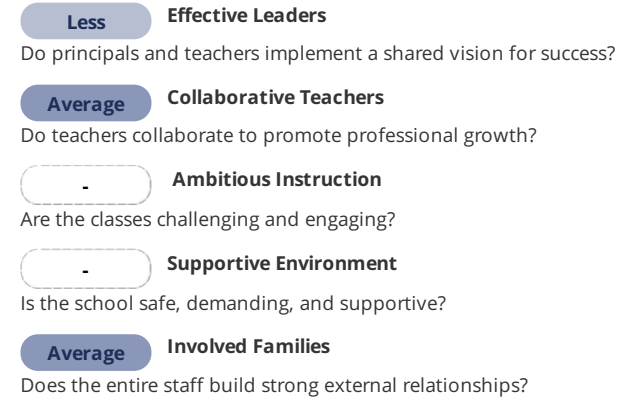 Less Effective Leaders
Do principals and teachers implement a shared vision for success?
Average Collaborative Teachers
Do teachers collaborate to promote professional growth?
- Ambitious Instruction
Are the classes challenging and engaging?
- Supportive Environment
Is the school safe, demanding, and supportive?
Average Involved Families
Does the entire staff build strong external relationships?